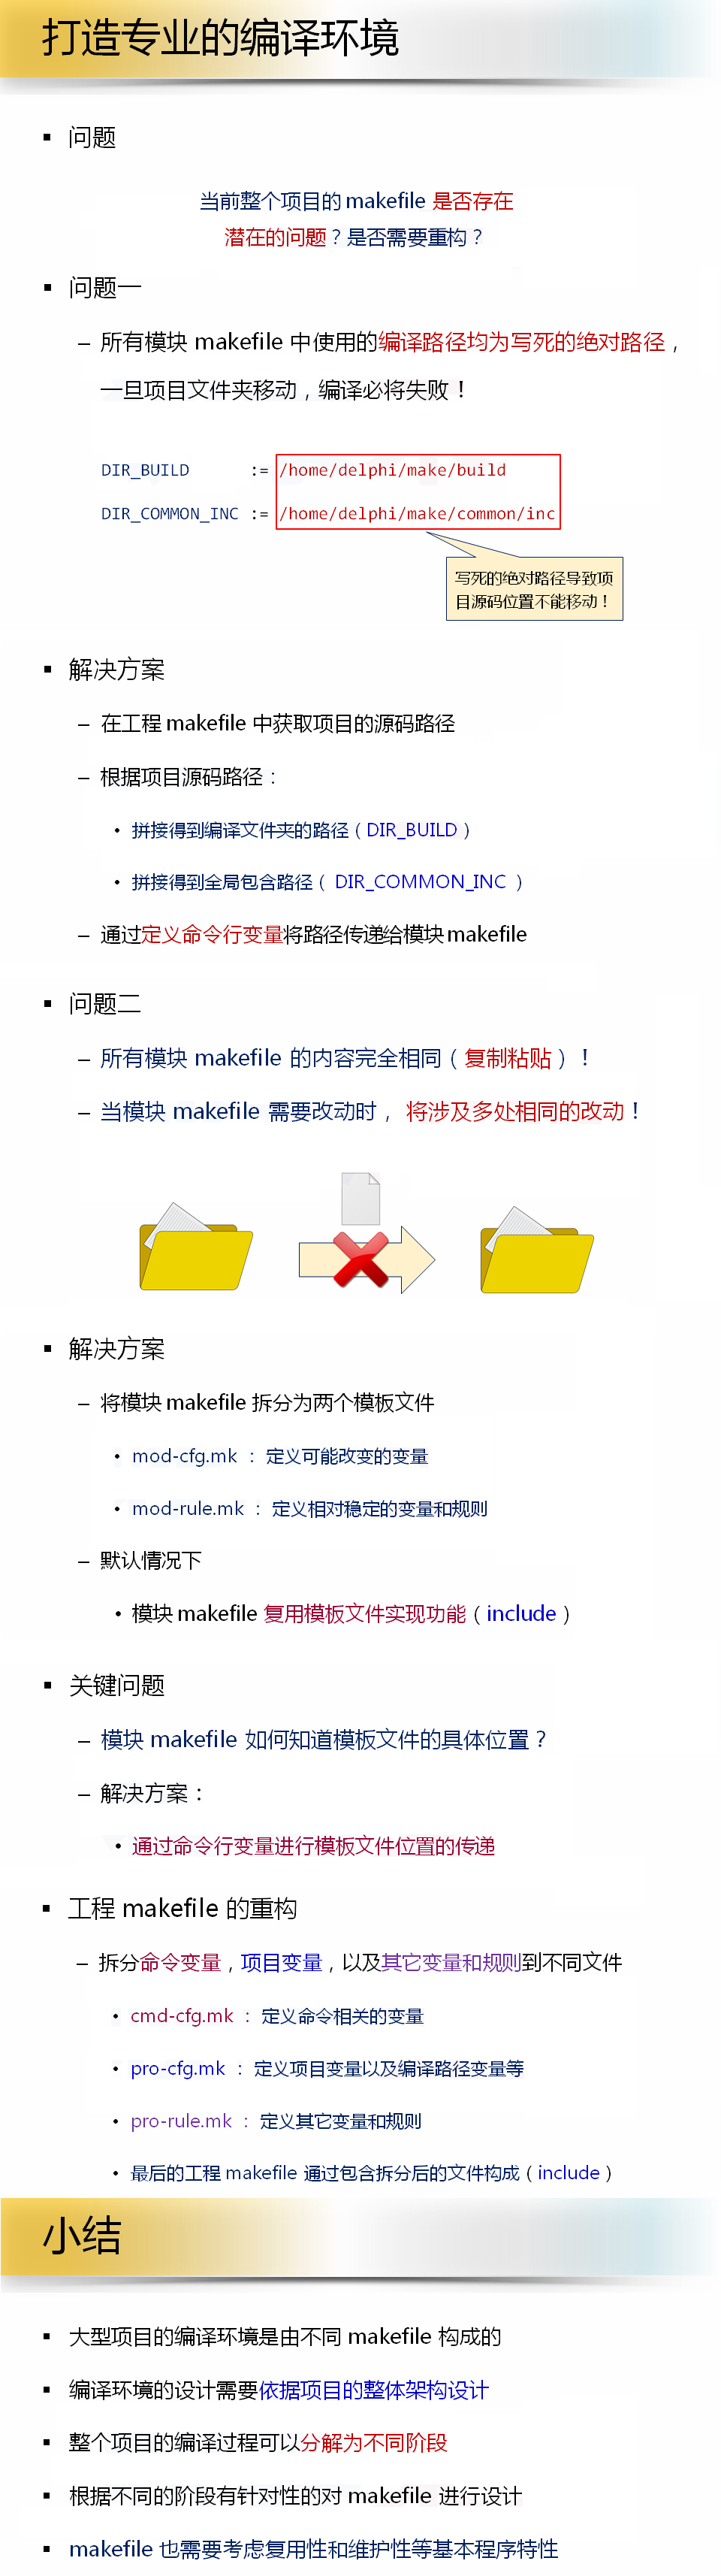 打造专业的编译环境
▪ 问题
当前整个项目的 makefile 是否存在
潜在的问题？是否需要重构？
▪ 问题一
– 所有模块 makefile 中使用的编译路径均为写死的绝对路径，
一旦项目文件夹移动，编译必将失败！
DIR_BUILD := /home/delphi/make/build
DIR_COMMON_INC := /home/delphi/make/common/inc
写死的绝对路径导致项
目源码位置不能移动！
▪ 解决方案
– 在工程 makefile 中获取项目的源码路径
– 根据项目源码路径：
• 拼接得到编译文件夹的路径（DIR_BUILD）
• 拼接得到全局包含路径（ DIR_COMMON_INC ）
– 通过定义命令行变量将路径传递给模块 makefile
▪ 问题二
– 所有模块 makefile 的内容完全相同（复制粘贴）！
– 当模块 makefile 需要改动时， 将涉及多处相同的改动！
▪ 解决方案
– 将模块 makefile 拆分为两个模板文件
• mod-cfg.mk ： 定义可能改变的变量
• mod-rule.mk ： 定义相对稳定的变量和规则
– 默认情况下
• 模块 makefile 复用模板文件实现功能（include）
▪ 关键问题
– 模块 makefile 如何知道模板文件的具体位置？
– 解决方案：
• 通过命令行变量进行模板文件位置的传递
▪ 工程 makefile 的重构
– 拆分命令变量，项目变量，以及其它变量和规则到不同文件
• cmd-cfg.mk ： 定义命令相关的变量
• pro-cfg.mk ： 定义项目变量以及编译路径变量等
• pro-rule.mk ： 定义其它变量和规则
• 最后的工程 makefile 通过包含拆分后的文件构成（include）
小结
▪ 大型项目的编译环境是由不同 makefile 构成的
▪ 编译环境的设计需要依据项目的整体架构设计
▪ 整个项目的编译过程可以分解为不同阶段
▪ 根据不同的阶段有针对性的对 makefile 进行设计
▪ makefile 也需要考虑复用性和维护性等基本程序特性